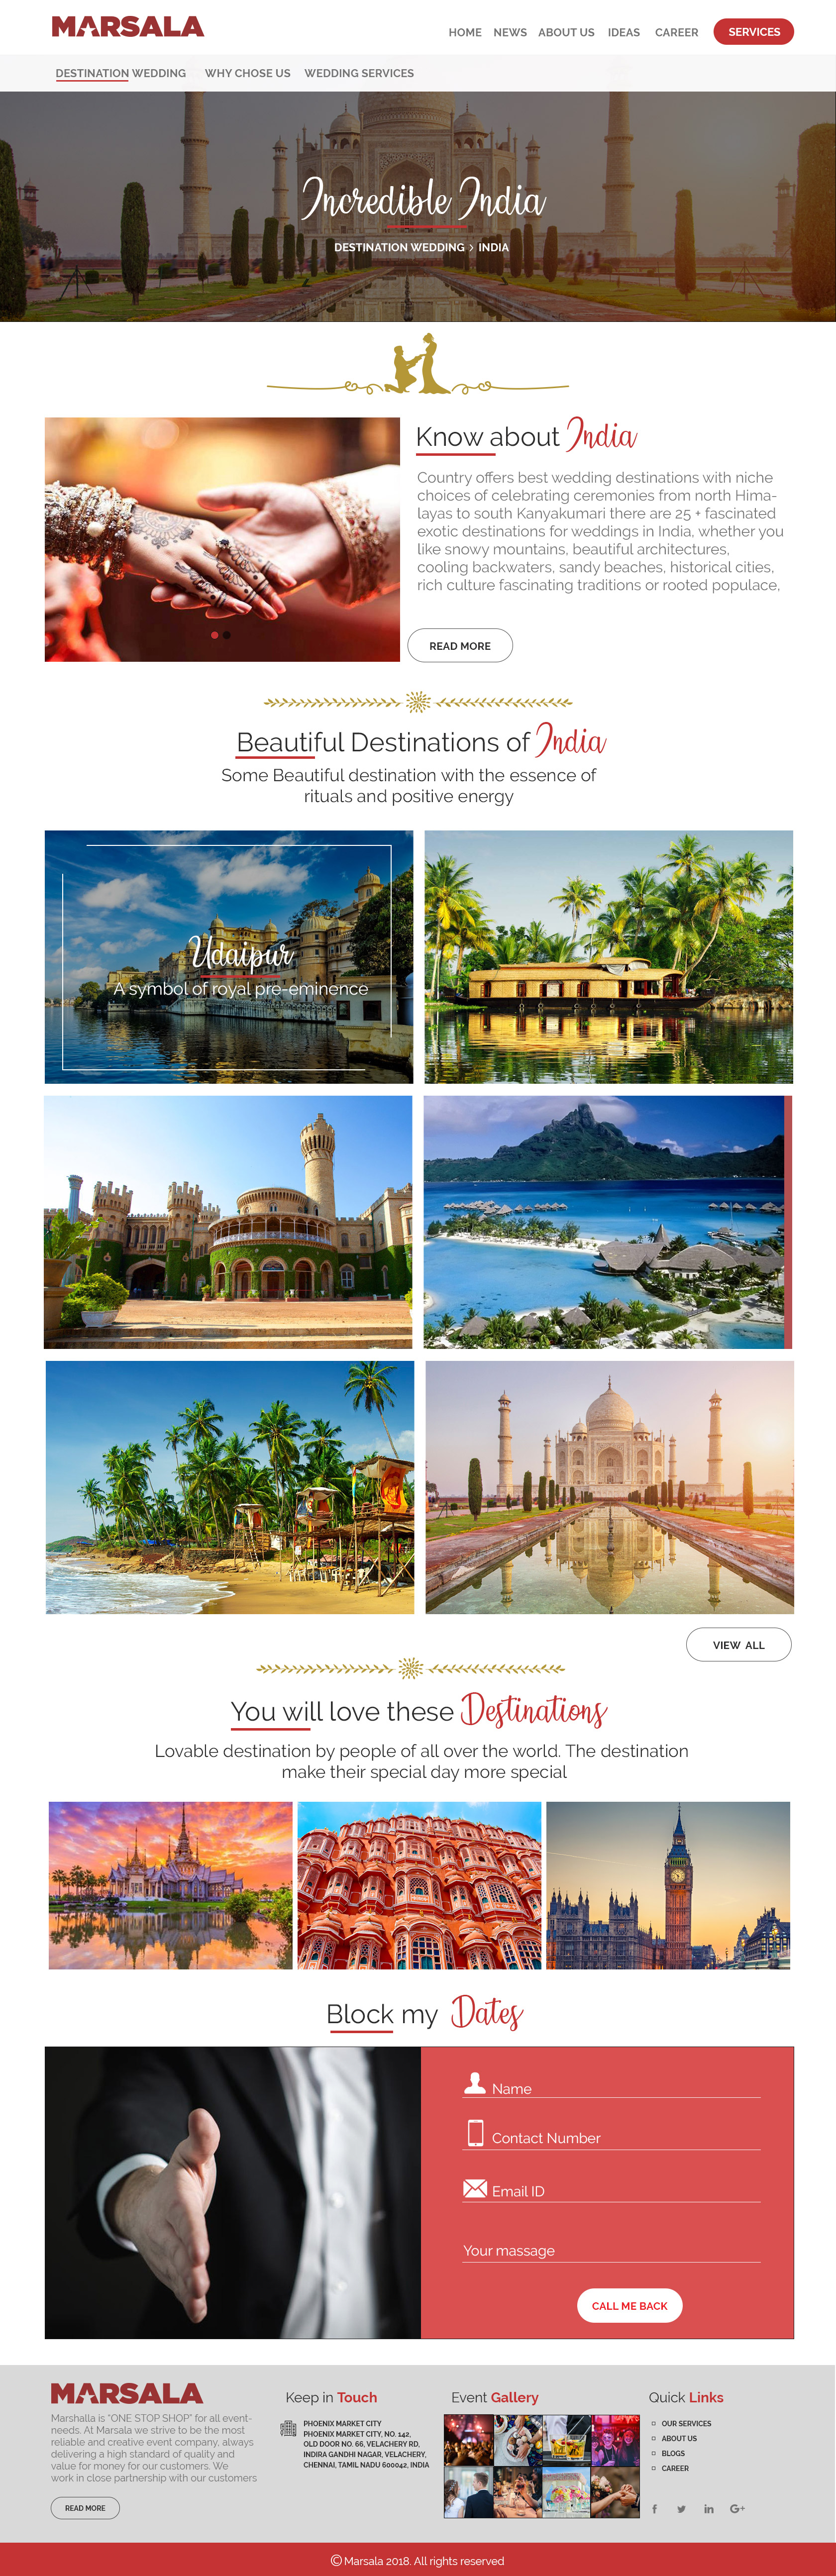 MARSALA
HOME NEWS ABOUT US IDEAS CAREER SERVICES
DESTINATION WEDDING WHY CHOSE US WEDDING SERVICES
Incredible India
DESTINATION WEDDING > INDIA
Know about India
Country offers best wedding destinations with niche
choices of celebrating ceremonies from north Hima-
layas to south Kanyakumari there are 25 + fascinated
exotic destinations for weddings in India, whether you
like snowy mountains, beautiful architectures,
cooling backwaters, sandy beaches, historical cities,
rich culture fascinating traditions or rooted populace,
READ MORE
Beautiful Destinations of India
Some Beautiful destination with the essence of
rituals and positive energy
Udaipur
A symbol of royal pre-eminence
VIEW ALL
You will love these Destinations
Lovable destination by people of all over the world. The destination
make their special day more special
Block my Dates
Name
Contact Number
Email ID
Your massage
CALL ME BACK
MARSALA
Marshalla is "ONE STOP SHOP" for all event-
needs. At Marsala we strive to be the most
reliable and creative event company, always
delivering a high standard of quality and
value for money for our customers. We
work in close partnership with our customers
READ MORE
Keep in Touch
PHOENIX MARKET CITY
PHOENIX MARKET CITY, NO. 142,
OLD DOOR NO. 66, VELACHERY RD,
INDIRA GANDHI NAGAR, VELACHERY,
CHENNAI, TAMIL NADU 600042, INDIA
Event Gallery
Quick Links
OUR SERVICES
ABOUT US
BLOGS
CAREER
f in G+
© Marsala 2018. All rights reserved